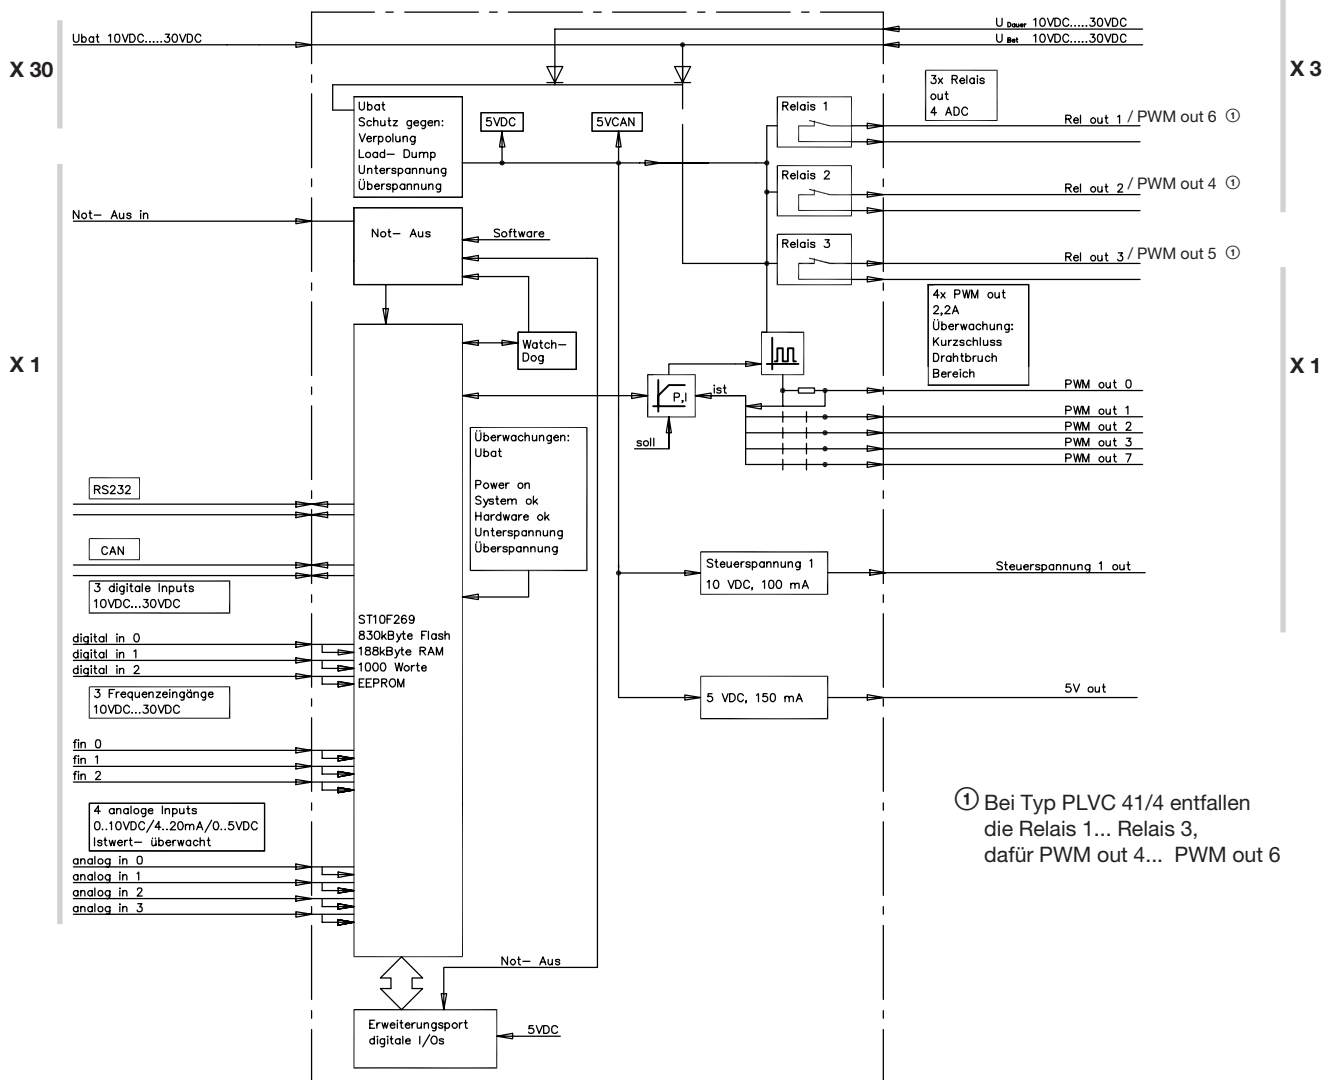 U Dauer 10VDC.....30VDC
Ubat 10VDC.....30VDC
U Bet 10VDC.....30VDC
X 30
X 3
Ubat
Schutz gegen:
Verpolung
Load– Dump
Unterspannung
Überspannung
5VDC
5VCAN
Relais 1
3x Relais
out
4 ADC
Rel out 1 / PWM out 6 ①
Relais 2
Rel out 2 / PWM out 4 ①
Relais 3
Rel out 3 / PWM out 5 ①
Not– Aus in
Not– Aus
Software
4x PWM out
2,2A
Überwachung:
Kurzschluss
Drahtbruch
Bereich
X 1
X 1
Watch–
Dog
P,I
ist
soll
PWM out 0
PWM out 1
PWM out 2
PWM out 3
PWM out 7
Überwachungen:
Ubat
Power on
System ok
Hardware ok
Unterspannung
Überspannung
RS232
CAN
3 digitale Inputs
10VDC...30VDC
Steuerspannung 1
10 VDC, 100 mA
Steuerspannung 1 out
ST10F269
830kByte Flash
188kByte RAM
1000 Worte
EEPROM
digital in 0
digital in 1
digital in 2
3 Frequenzeingänge
10VDC...30VDC
5 VDC, 150 mA
5V out
fin 0
fin 1
fin 2
4 analoge Inputs
0..10VDC/4..20mA/0..5VDC
Istwert– überwacht
analog in 0
analog in 1
analog in 2
analog in 3
① Bei Typ PLVC 41/4 entfallen
die Relais 1... Relais 3,
dafür PWM out 4... PWM out 6
Not– Aus
Erweiterungsport
digitale I/Os
5VDC